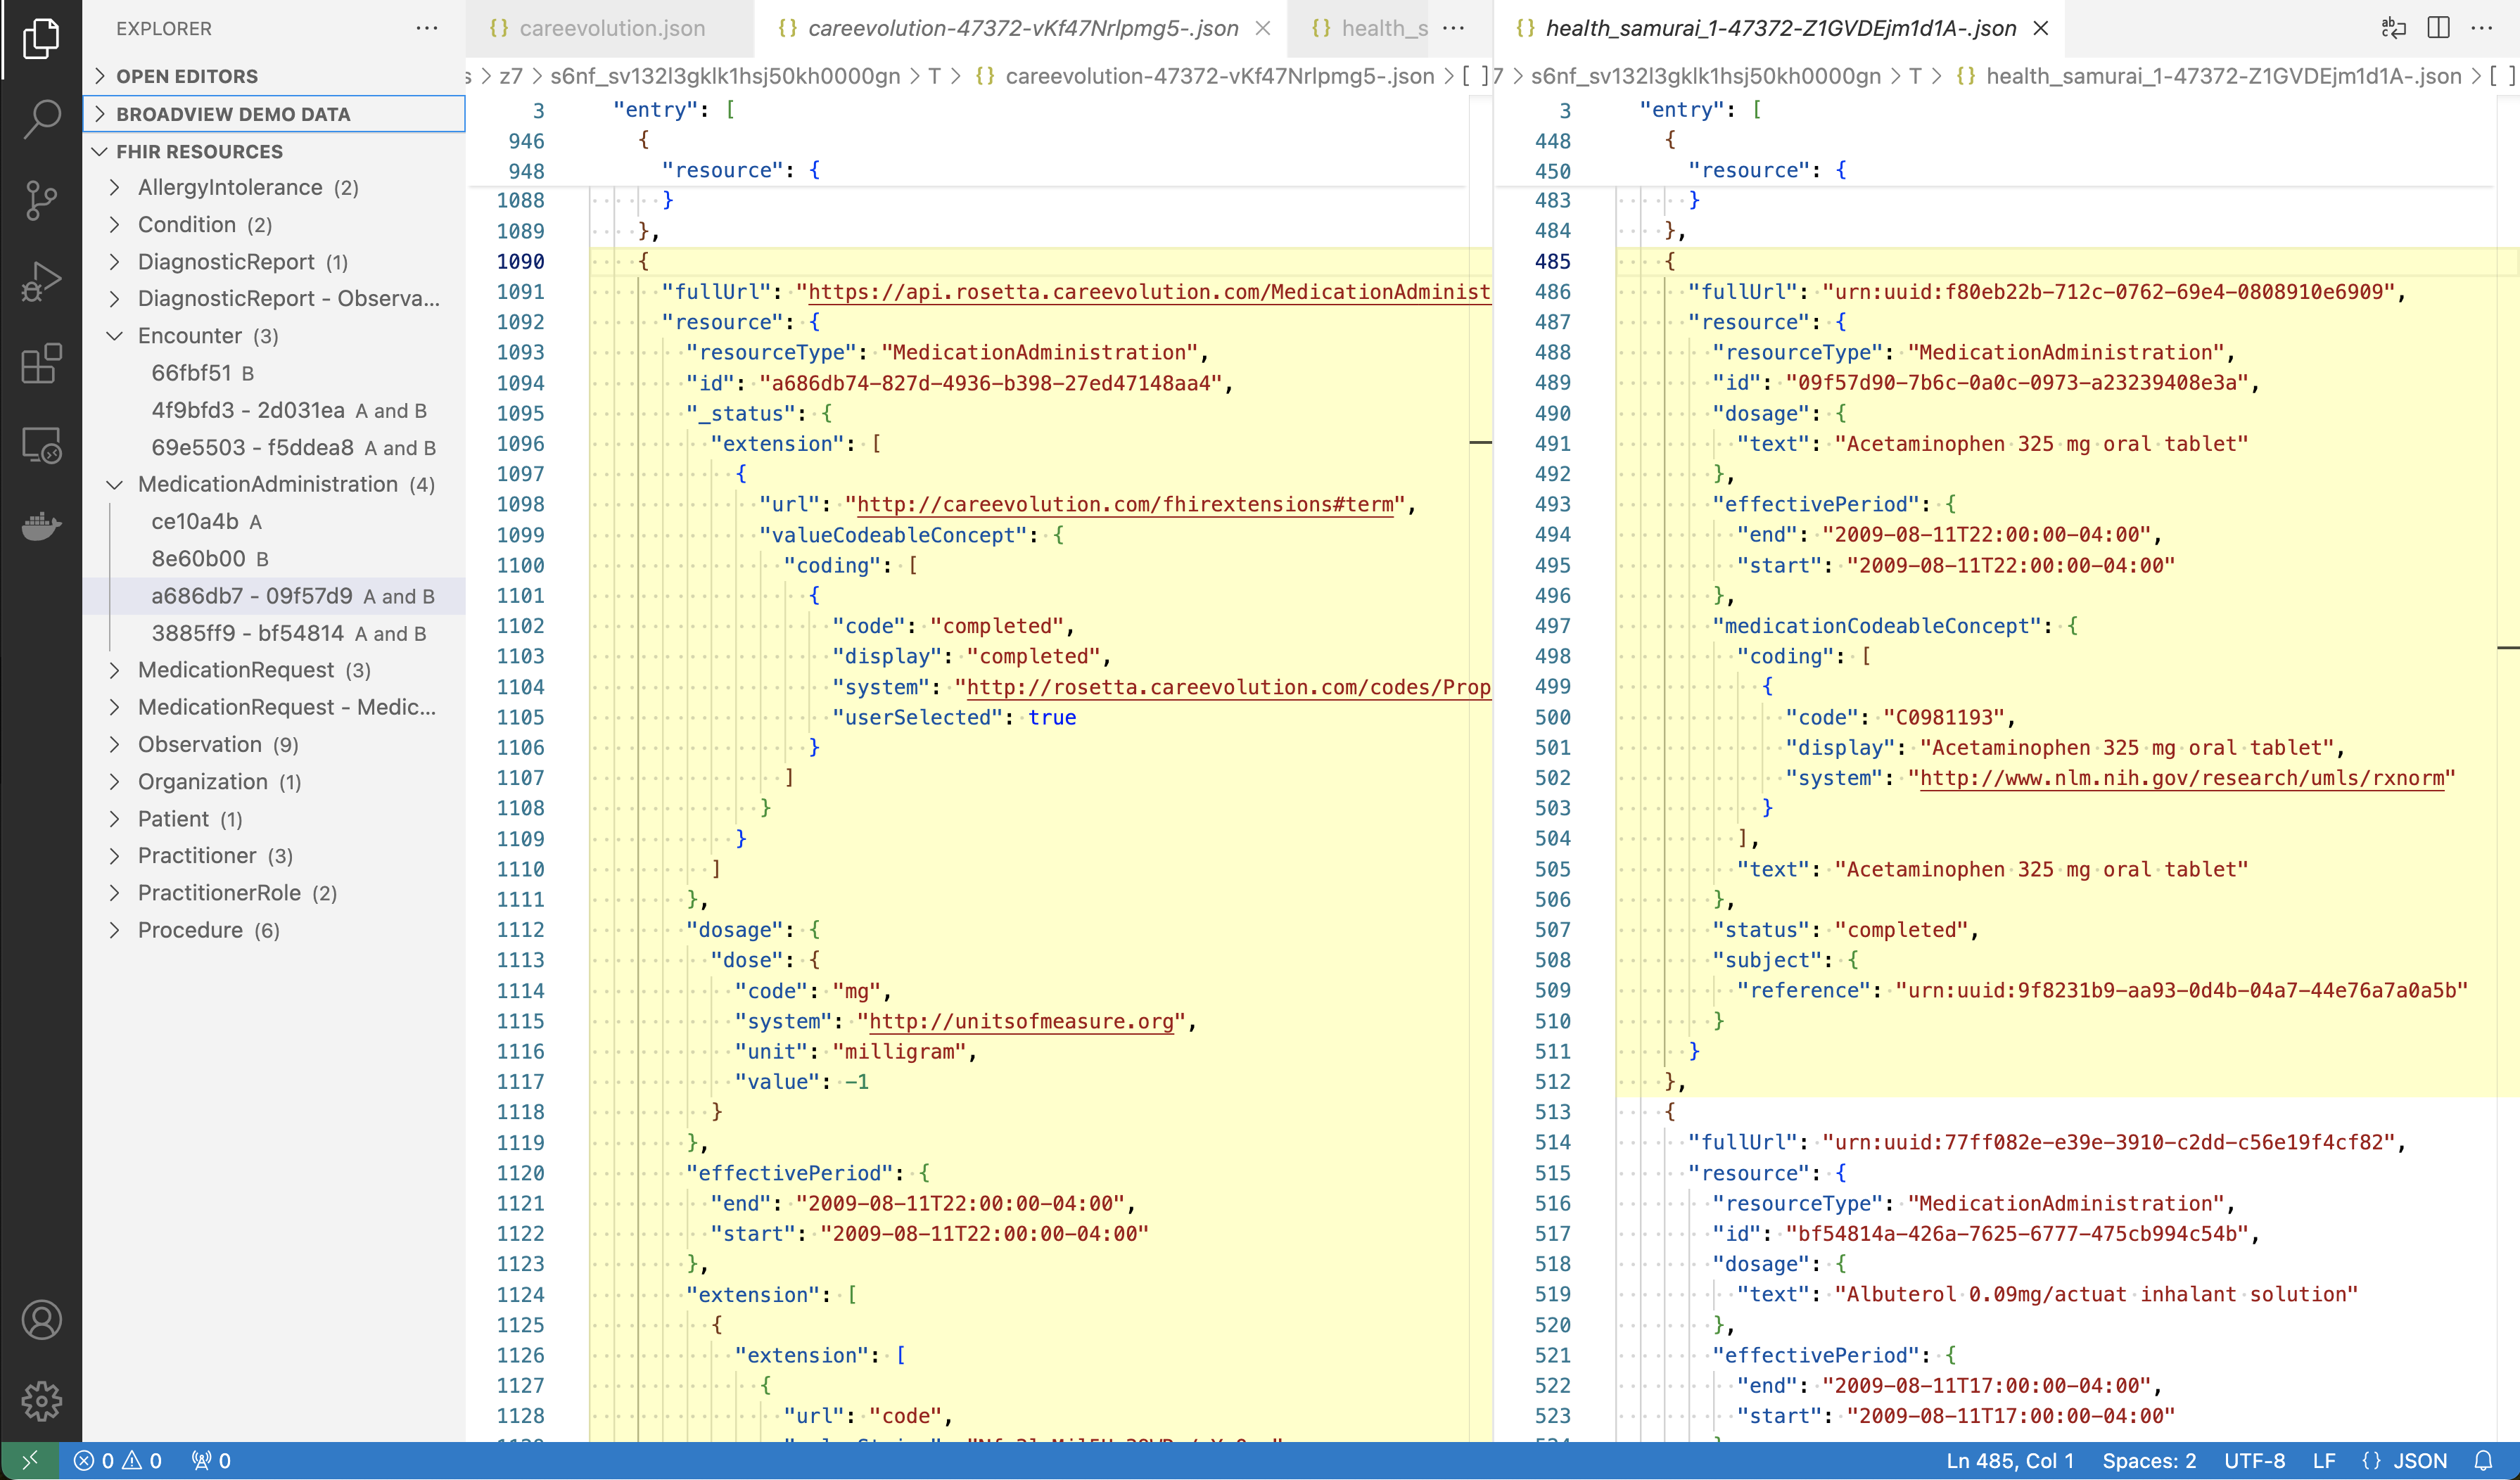 EXPLORER
OPEN EDITORS
BROADVIEW DEMO DATA
FHIR RESOURCES
AllergyIntolerance (2)
Condition (2)
DiagnosticReport (1)
DiagnosticReport - Observa...
Encounter (3)
66fbf51 B
4f9bfd3 - 2d031ea A and B
69e5503 - f5ddea8 A and B
MedicationAdministration (4)
ce10a4b A
8e60b00 B
a686db7 - 09f57d9 A and B
3885ff9 - bf54814 A and B
MedicationRequest (3)
MedicationRequest - Medic...
Observation (9)
Organization (1)
Patient (1)
Practitioner (3)
PractitionerRole (2)
Procedure (6)
{} careevolution.json
{} careevolution-47372-vKf47Nrlpmg5-.json
{} health_s
s > z7 > s6nf_sv132l3gklk1hsj50kh0000gn > T > {} careevolution-47372-vKf47Nrlpmg5-.json > [ ]
3 "entry": [
946 {
948 "resource": {
1088 }
1089 },
1090 {
1091 "fullUrl": "https://api.rosetta.careevolution.com/MedicationAdminist
1092 "resource": {
1093 "resourceType": "MedicationAdministration",
1094 "id": "a686db74-827d-4936-b398-27ed47148aa4",
1095 "_status": {
1096 "extension": [
1097 {
1098 "url": "http://careevolution.com/fhirextensions#term",
1099 "valueCodeableConcept": {
1100 "coding": [
1101 {
1102 "code": "completed",
1103 "display": "completed",
1104 "system": "http://rosetta.careevolution.com/codes/Prop
1105 "userSelected": true
1106 }
1107 ]
1108 }
1109 }
1110 ]
1111 },
1112 "dosage": {
1113 "dose": {
1114 "code": "mg",
1115 "system": "http://unitsofmeasure.org",
1116 "unit": "milligram",
1117 "value": -1
1118 }
1119 },
1120 "effectivePeriod": {
1121 "end": "2009-08-11T22:00:00-04:00",
1122 "start": "2009-08-11T22:00:00-04:00"
1123 },
1124 "extension": [
1125 {
1126 "extension": [
1127 {
1128 "url": "code",
{} health_samurai_1-47372-Z1GVDEjm1d1A-.json
7 > s6nf_sv132l3gklk1hsj50kh0000gn > T > {} health_samurai_1-47372-Z1GVDEjm1d1A-.json > [ ]
3 "entry": [
448 {
450 "resource": {
483 }
484 },
485 {
486 "fullUrl": "urn:uuid:f80eb22b-712c-0762-69e4-0808910e6909",
487 "resource": {
488 "resourceType": "MedicationAdministration",
489 "id": "09f57d90-7b6c-0a0c-0973-a23239408e3a",
490 "dosage": {
491 "text": "Acetaminophen 325 mg oral tablet"
492 },
493 "effectivePeriod": {
494 "end": "2009-08-11T22:00:00-04:00",
495 "start": "2009-08-11T22:00:00-04:00"
496 },
497 "medicationCodeableConcept": {
498 "coding": [
499 {
500 "code": "C0981193",
501 "display": "Acetaminophen 325 mg oral tablet",
502 "system": "http://www.nlm.nih.gov/research/umls/rxnorm"
503 }
504 ],
505 "text": "Acetaminophen 325 mg oral tablet"
506 },
507 "status": "completed",
508 "subject": {
509 "reference": "urn:uuid:9f8231b9-aa93-0d4b-04a7-44e76a7a0a5b"
510 }
511 }
512 },
513 {
514 "fullUrl": "urn:uuid:77ff082e-e39e-3910-c2dd-c56e19f4cf82",
515 "resource": {
516 "resourceType": "MedicationAdministration",
517 "id": "bf54814a-426a-7625-6777-475cb994c54b",
518 "dosage": {
519 "text": "Albuterol 0.09mg/actuat inhalant solution"
520 },
521 "effectivePeriod": {
522 "end": "2009-08-11T17:00:00-04:00",
523 "start": "2009-08-11T17:00:00-04:00"
0 0 0
Ln 485, Col 1 Spaces: 2 UTF-8 LF {} JSON